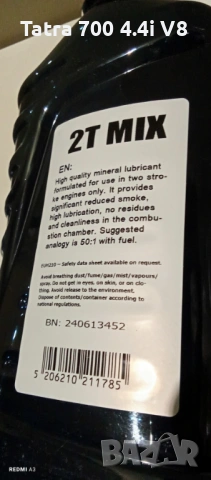 Tatra 700 4.4i V8
2T MIX
EN:
High quality mineral lubricant
formulated for use in two stro-
ke engines only. It provides
significant reduced smoke,
high lubrication, no residues
and cleanliness in the combu-
stion chamber. Suggested
analogy is 50:1 with fuel.
EUH210 – Safety data sheet available on request.
Avoid breathing dust/fume/gas/mist/vapours/
spray. Do not get in eyes, on skin, or on clo-
thing. Avoid release to the environment.
Dispose of contents/container according to
national regulations.
BN: 240613452
5 206210 211785
REDMI A3
BAZAR